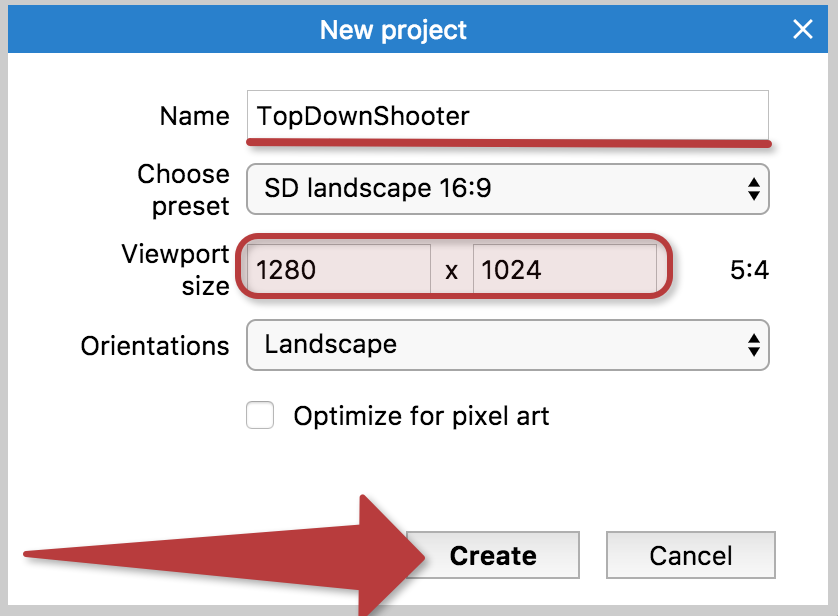 New project
Name TopDownShooter
Choose
preset SD landscape 16:9
Viewport
size 1280 x 1024 5:4
Orientations Landscape
Optimize for pixel art
Create Cancel